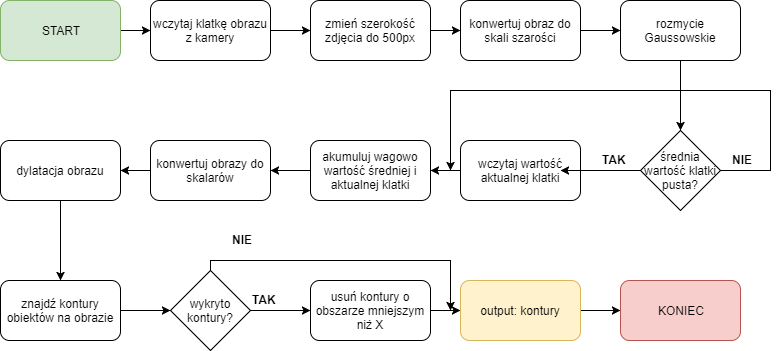 START
wczytaj klatkę obrazu
z kamery
zmień szerokość
zdjęcia do 500px
konwertuj obraz do
skali szarości
rozmycie
Gaussowskie
średnia
wartość klatki
pusta?
TAK
NIE
wczytaj wartość
aktualnej klatki
akumuluj wagowo
wartość średniej i
aktualnej klatki
konwertuj obrazy do
skalarów
dylatacja obrazu
znajdź kontury
obiektów na obrazie
wykryto
kontury?
NIE
TAK
usuń kontury o
obszarze mniejszym
niż X
output: kontury
KONIEC